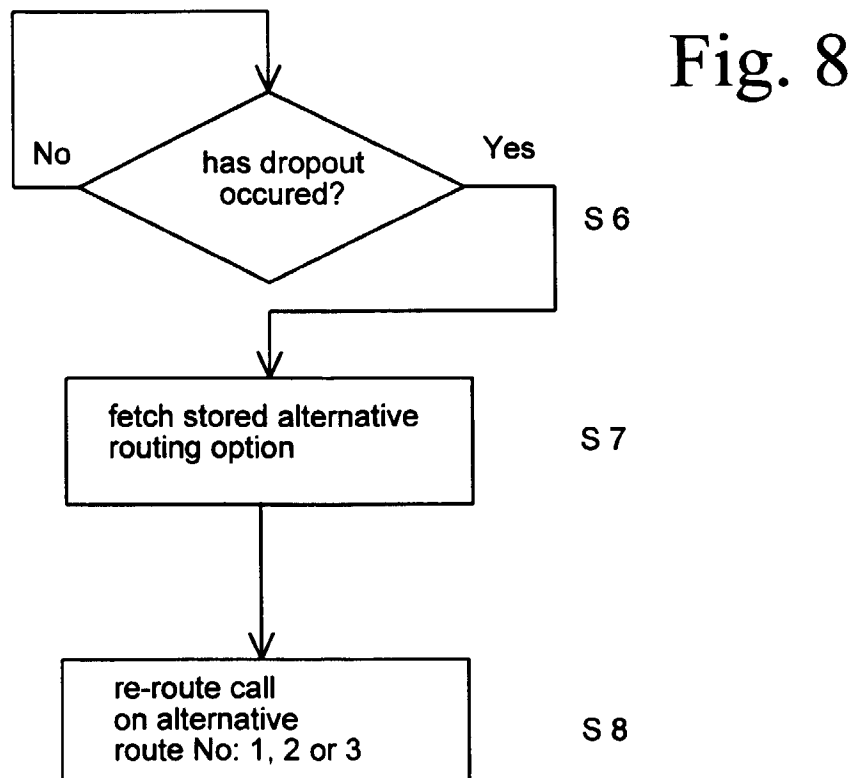 Fig. 8
No
Yes
has dropout
occured?
S 6
fetch stored alternative
routing option
S 7
re-route call
on alternative
route No: 1, 2 or 3
S 8